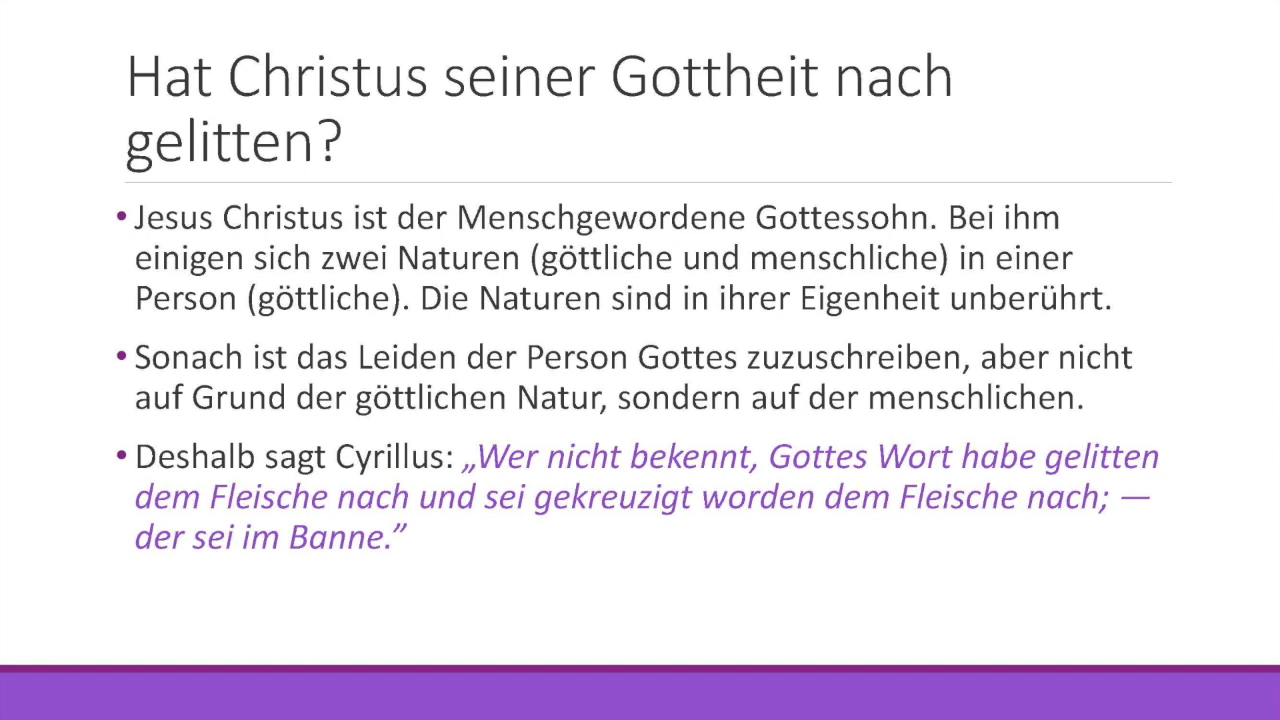 Hat Christus seiner Gottheit nach
gelitten?
• Jesus Christus ist der Menschgewordene Gottessohn. Bei ihm
einigen sich zwei Naturen (göttliche und menschliche) in einer
Person (göttliche). Die Naturen sind in ihrer Eigenheit unberührt.
• Sonach ist das Leiden der Person Gottes zuzuschreiben, aber nicht
auf Grund der göttlichen Natur, sondern auf der menschlichen.
• Deshalb sagt Cyrillus: „Wer nicht bekennt, Gottes Wort habe gelitten
dem Fleische nach und sei gekreuzigt worden dem Fleische nach; —
der sei im Banne.”